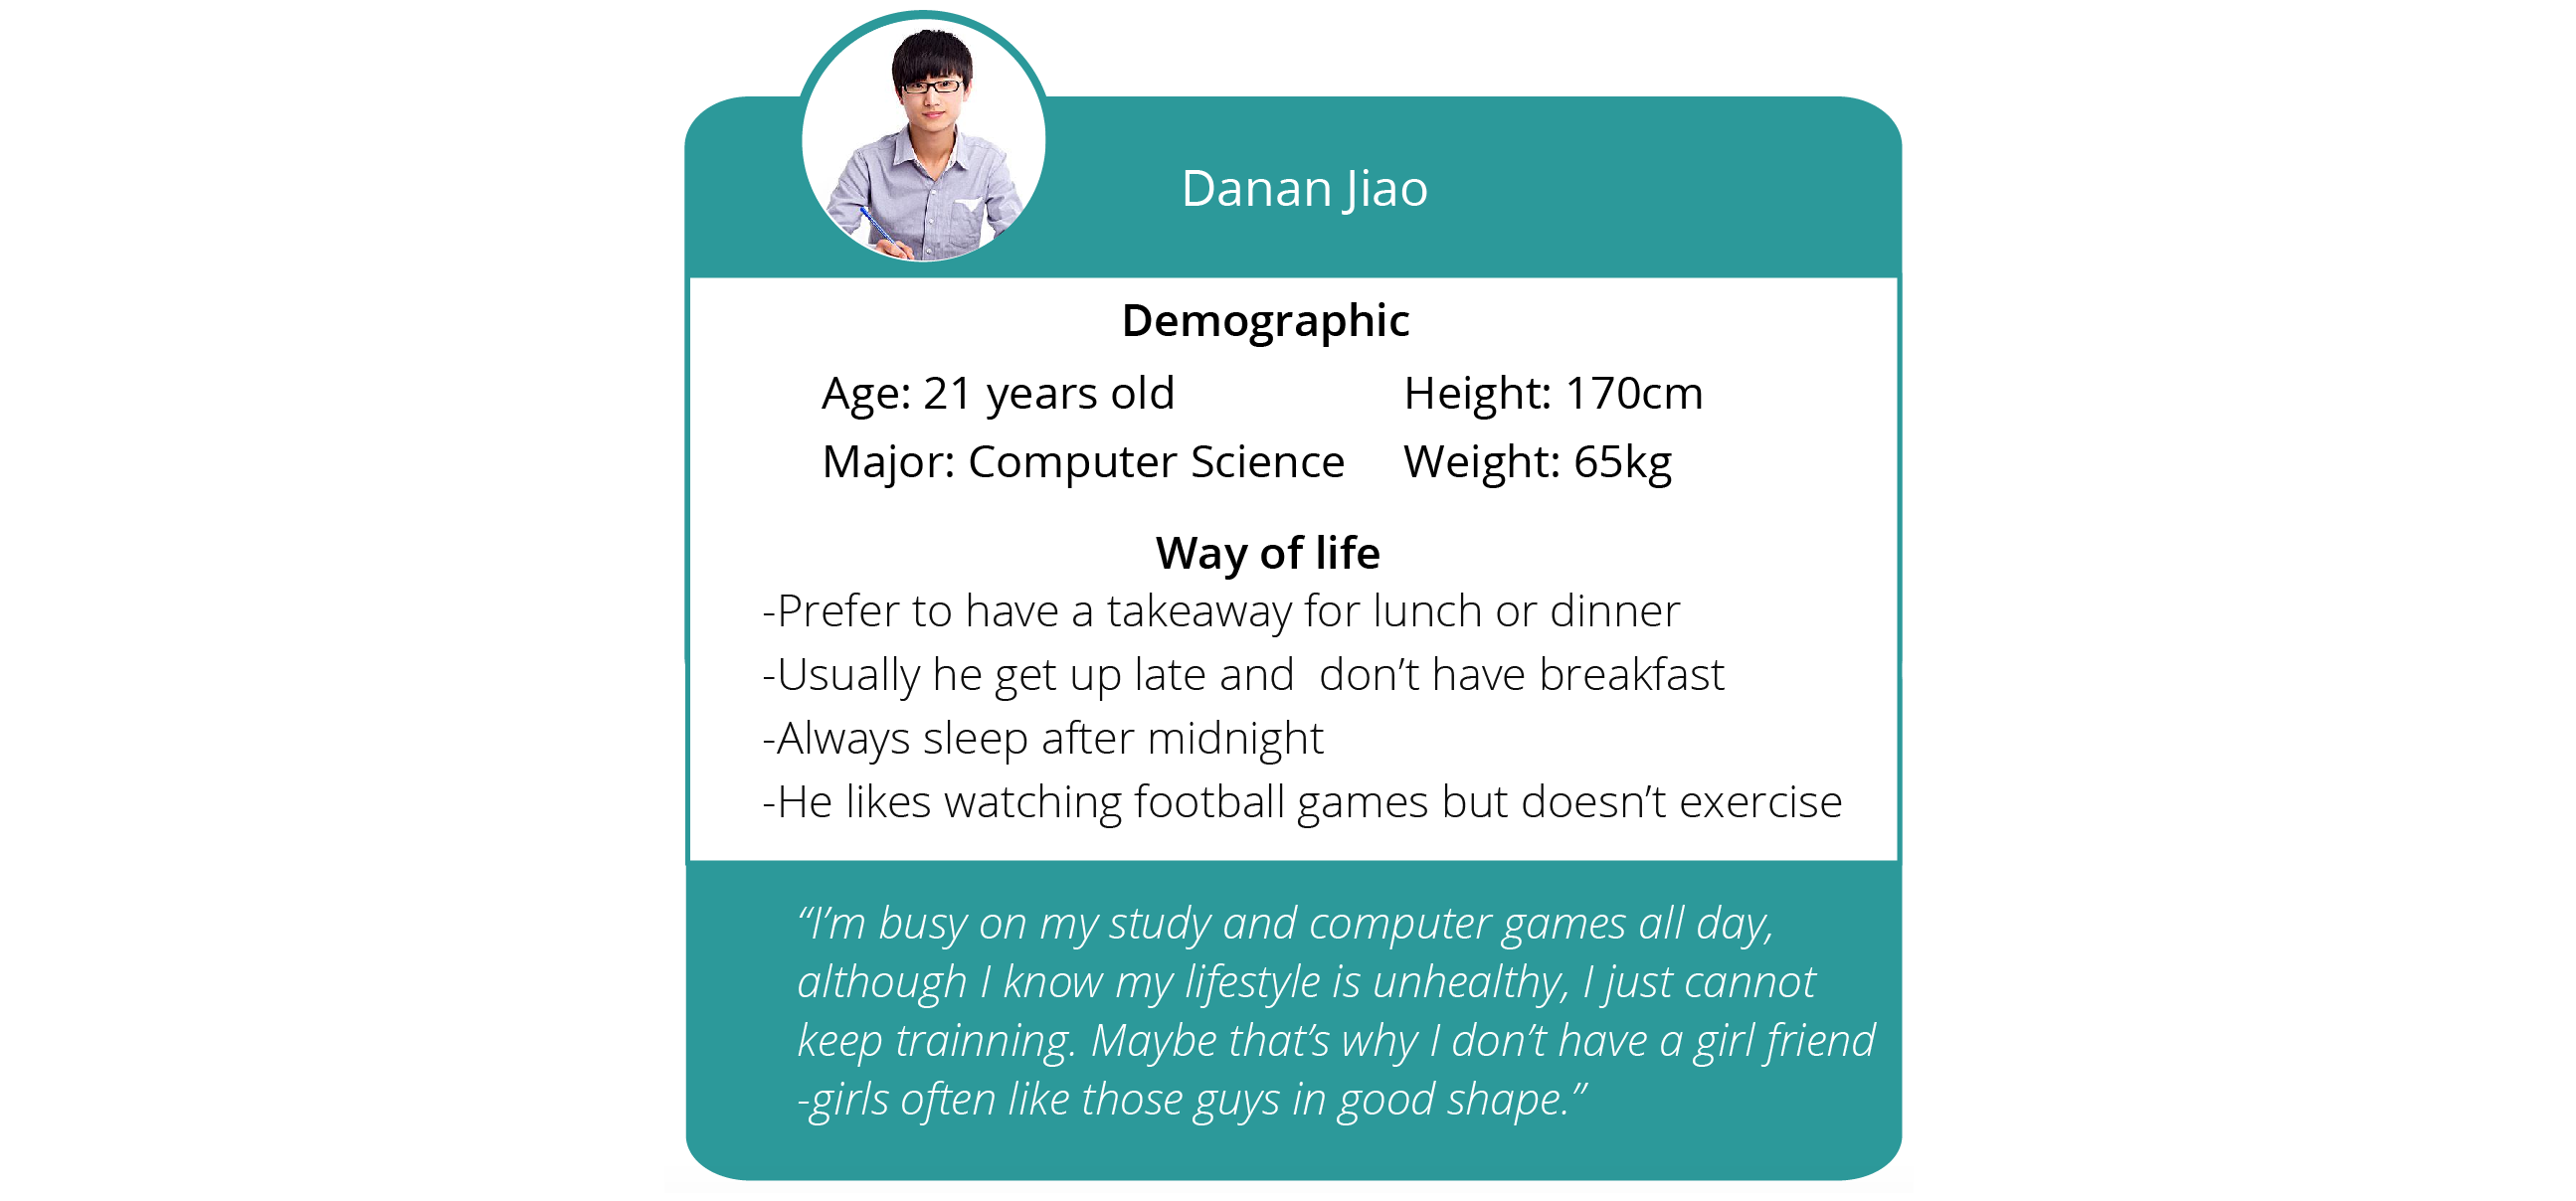 Danan Jiao
Demographic
Age: 21 years old
Height: 170cm
Major: Computer Science
Weight: 65kg
Way of life
-Prefer to have a takeaway for lunch or dinner
-Usually he get up late and  don’t have breakfast
-Always sleep after midnight
-He likes watching football games but doesn’t exercise
“I’m busy on my study and computer games all day,
although I know my lifestyle is unhealthy, I just cannot
keep trainning. Maybe that’s why I don’t have a girl friend
-girls often like those guys in good shape.”